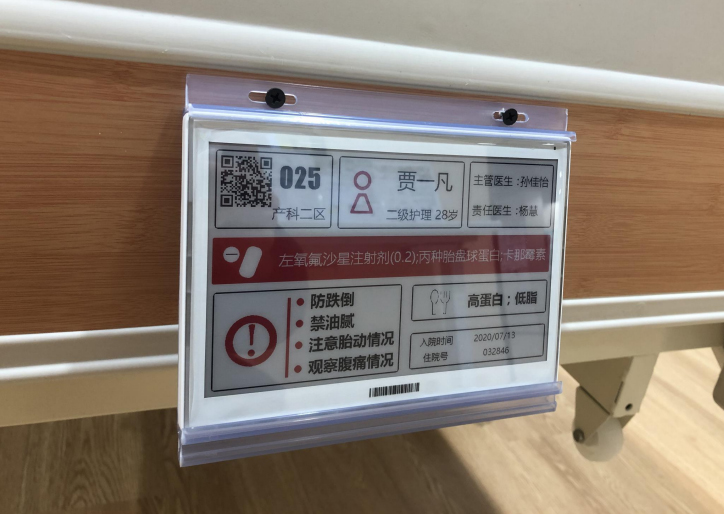 025
产科二区
贾一凡
二级护理 28岁
主管医生:孙佳怡
责任医生:杨慧
左氧氟沙星注射剂(0.2);丙种胎盘球蛋白;卡那霉素
防跌倒
禁油腻
注意胎动情况
观察腹痛情况
高蛋白；低脂
入院时间 2020/07/13
住院号 032846